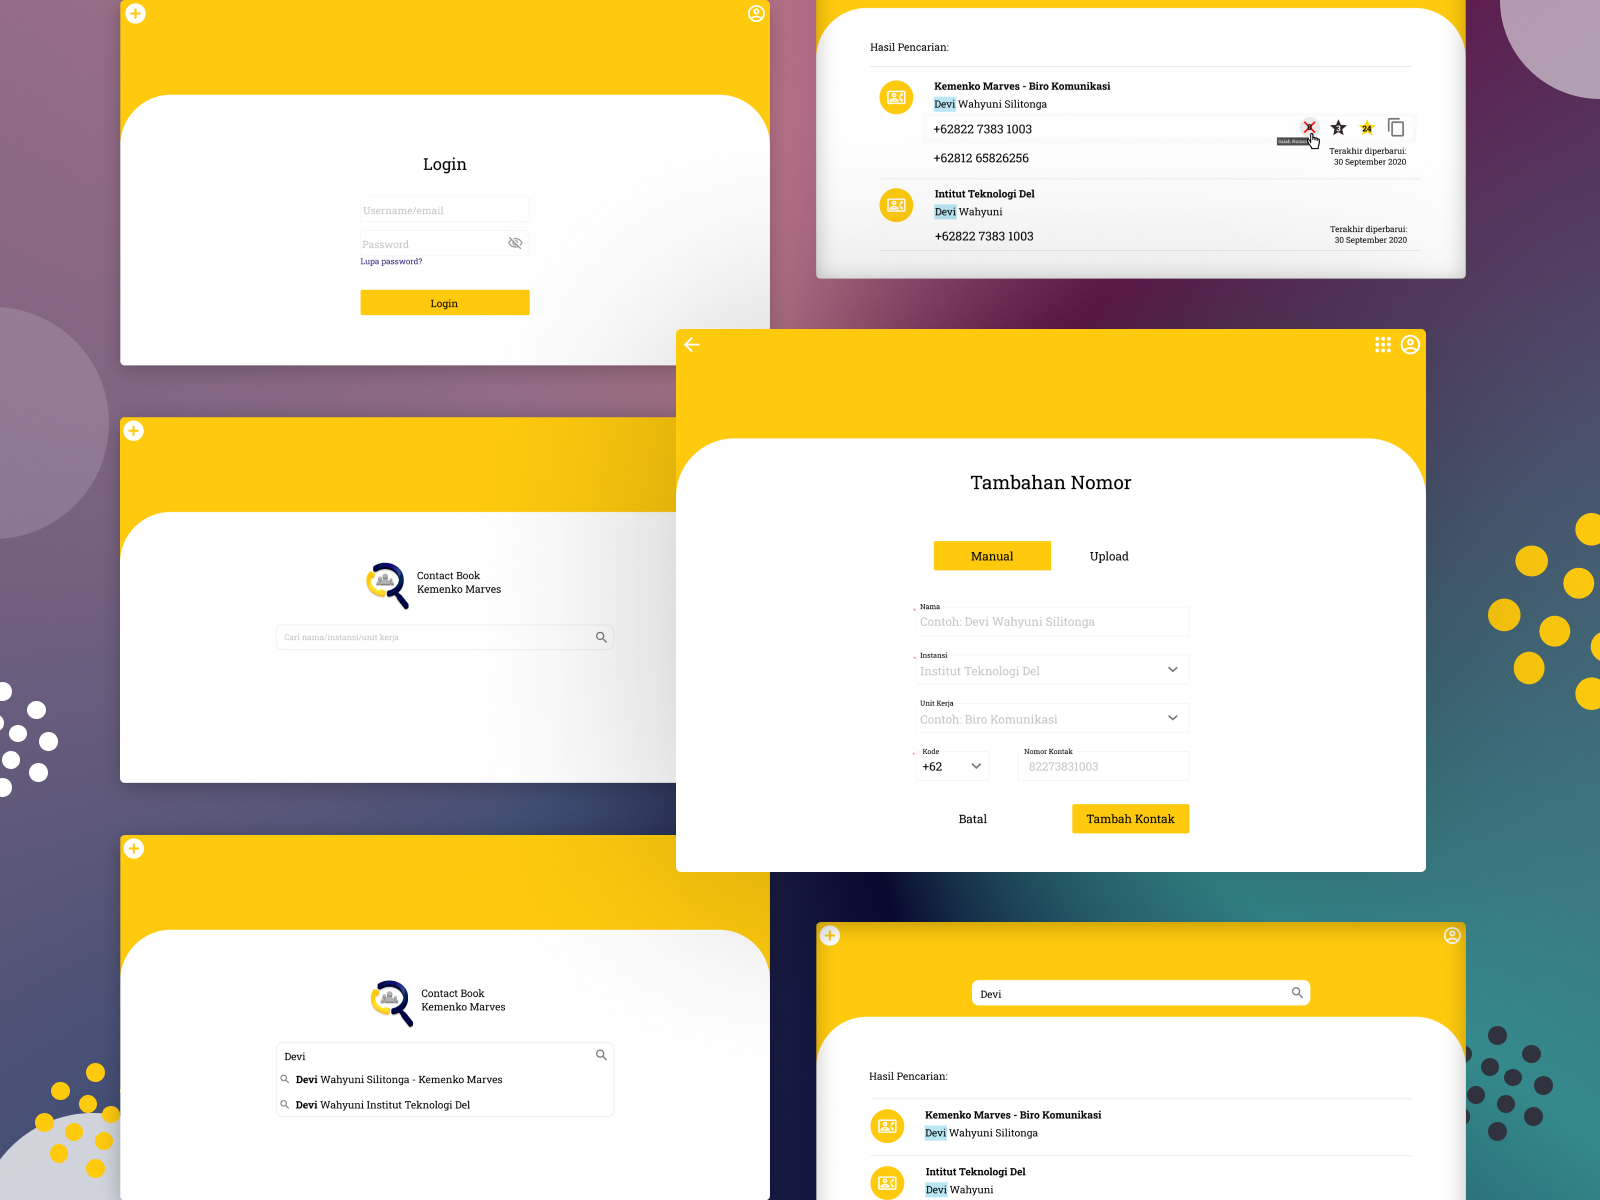 Login
Username/email
Password
Lupa password?
Login
Contact Book
Kemenko Marves
Cari nama/instansi/unit kerja
Contact Book
Kemenko Marves
Devi
Devi Wahyuni Silitonga - Kemenko Marves
Devi Wahyuni Institut Teknologi Del
Hasil Pencarian:
Kemenko Marves - Biro Komunikasi
Devi Wahyuni Silitonga
+62822 7383 1003
24
+62812 65826256
Terakhir diperbarui:
30 September 2020
Intitut Teknologi Del
Devi Wahyuni
+62822 7383 1003
Terakhir diperbarui:
30 September 2020
Tambahan Nomor
Manual Upload
Nama
Contoh: Devi Wahyuni Silitonga
Instansi
Institut Teknologi Del
Unit Kerja
Contoh: Biro Komunikasi
Kode Nomor Kontak
+62 82273831003
Batal Tambah Kontak
Devi
Hasil Pencarian:
Kemenko Marves - Biro Komunikasi
Devi Wahyuni Silitonga
Intitut Teknologi Del
Devi Wahyuni